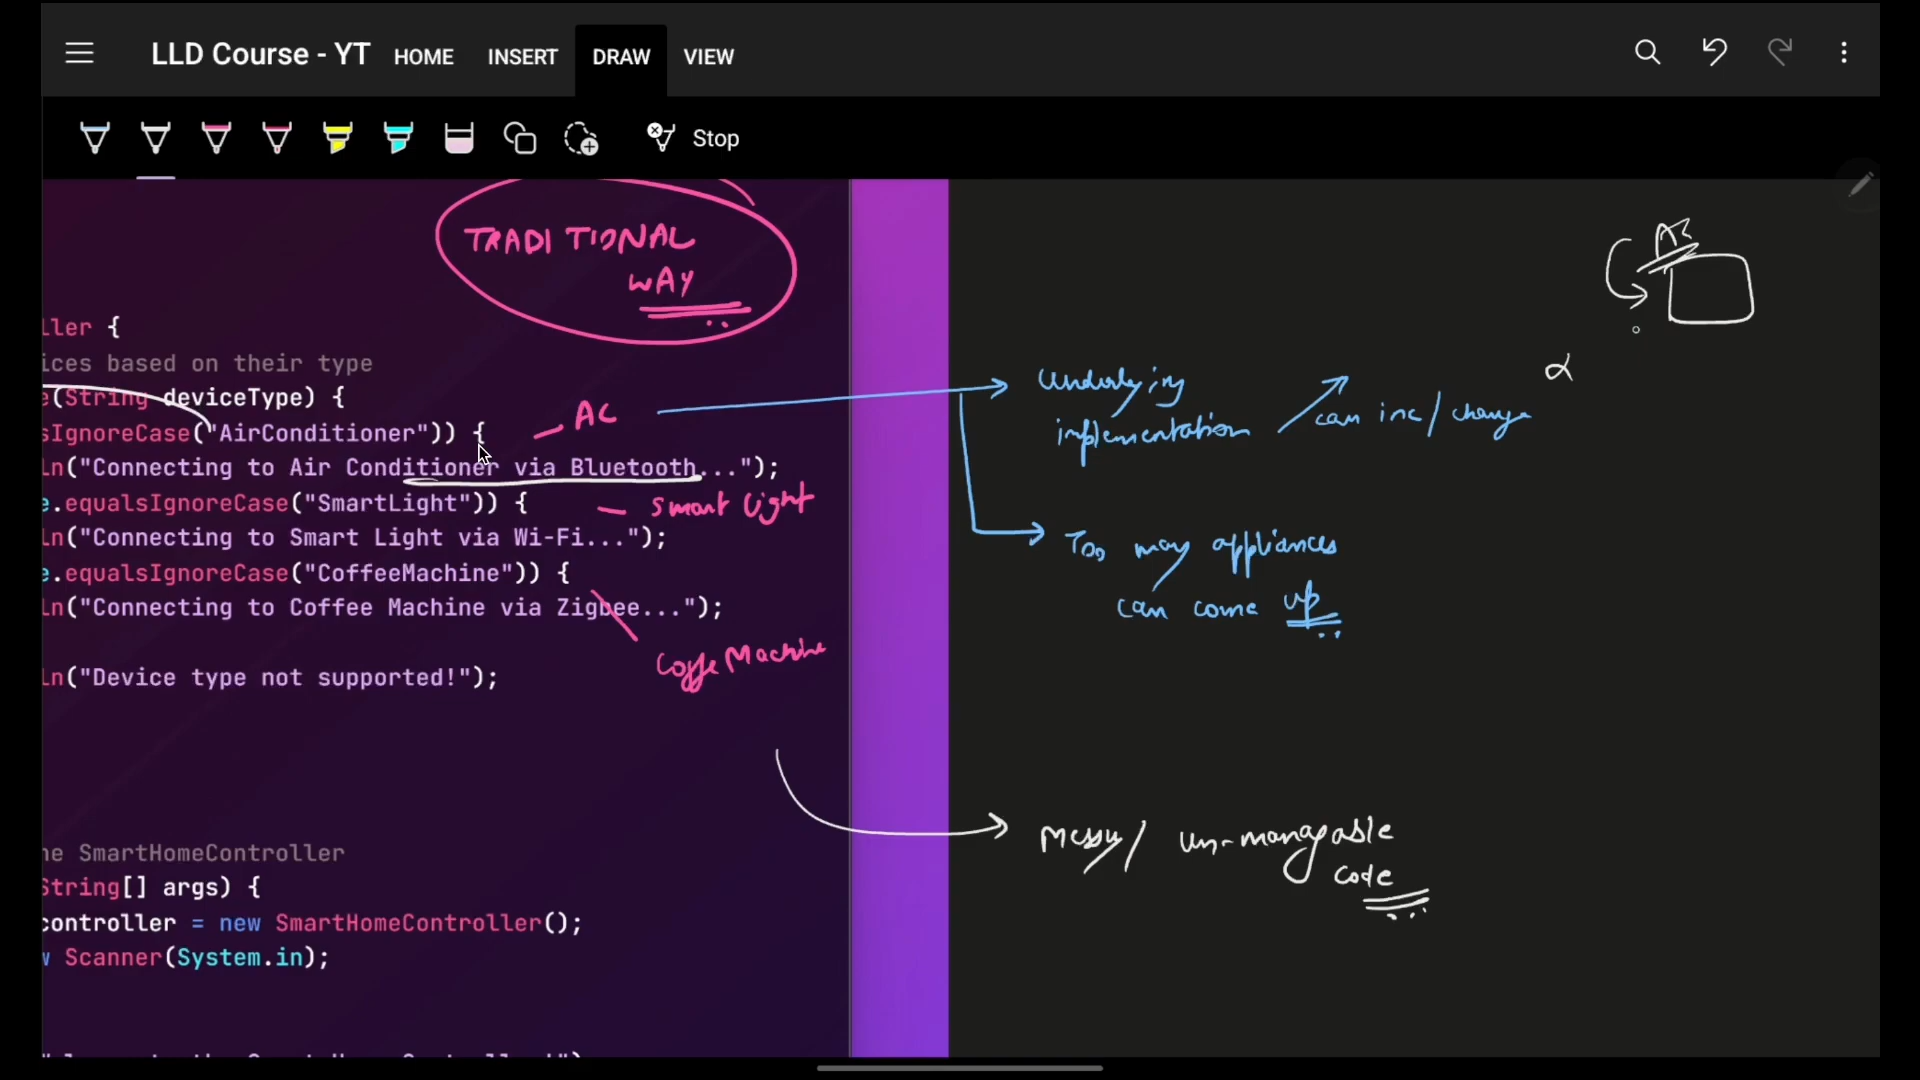 LLD Course - YT HOME INSERT DRAW VIEW
Stop
TRADITIONAL
WAY
ller {
ices based on their type
e(String deviceType) {
sIgnoreCase("AirConditioner")) {
AC
ln("Connecting to Air Conditioner via Bluetooth...");
e.equalsIgnoreCase("SmartLight")) {
Smart light
ln("Connecting to Smart Light via Wi-Fi...");
e.equalsIgnoreCase("CoffeeMachine")) {
ln("Connecting to Coffee Machine via Zigbee...");
Coffe Machine
ln("Device type not supported!");
he SmartHomeController
String[] args) {
controller = new SmartHomeController();
w Scanner(System.in);
Underlying
implementation
can inc / change
Too may appliances
can come up
Messy / un-managable
code